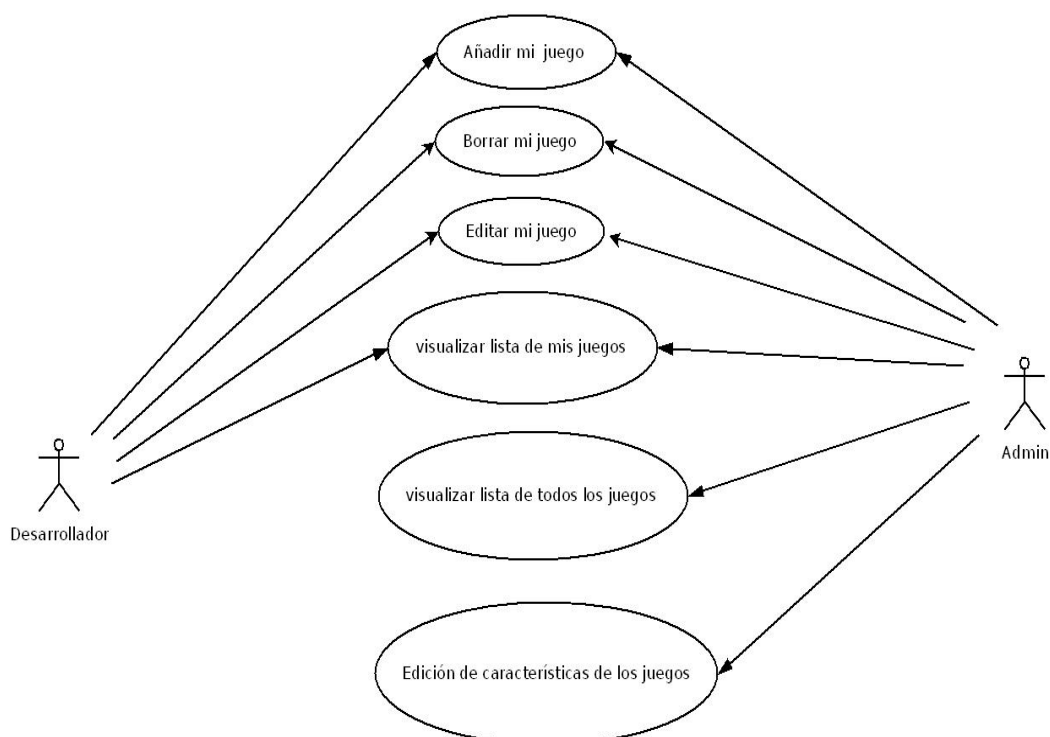 Añadir mi juego
Borrar mi juego
Editar mi juego
visualizar lista de mis juegos
Admin
visualizar lista de todos los juegos
Desarrollador
Edición de características de los juegos